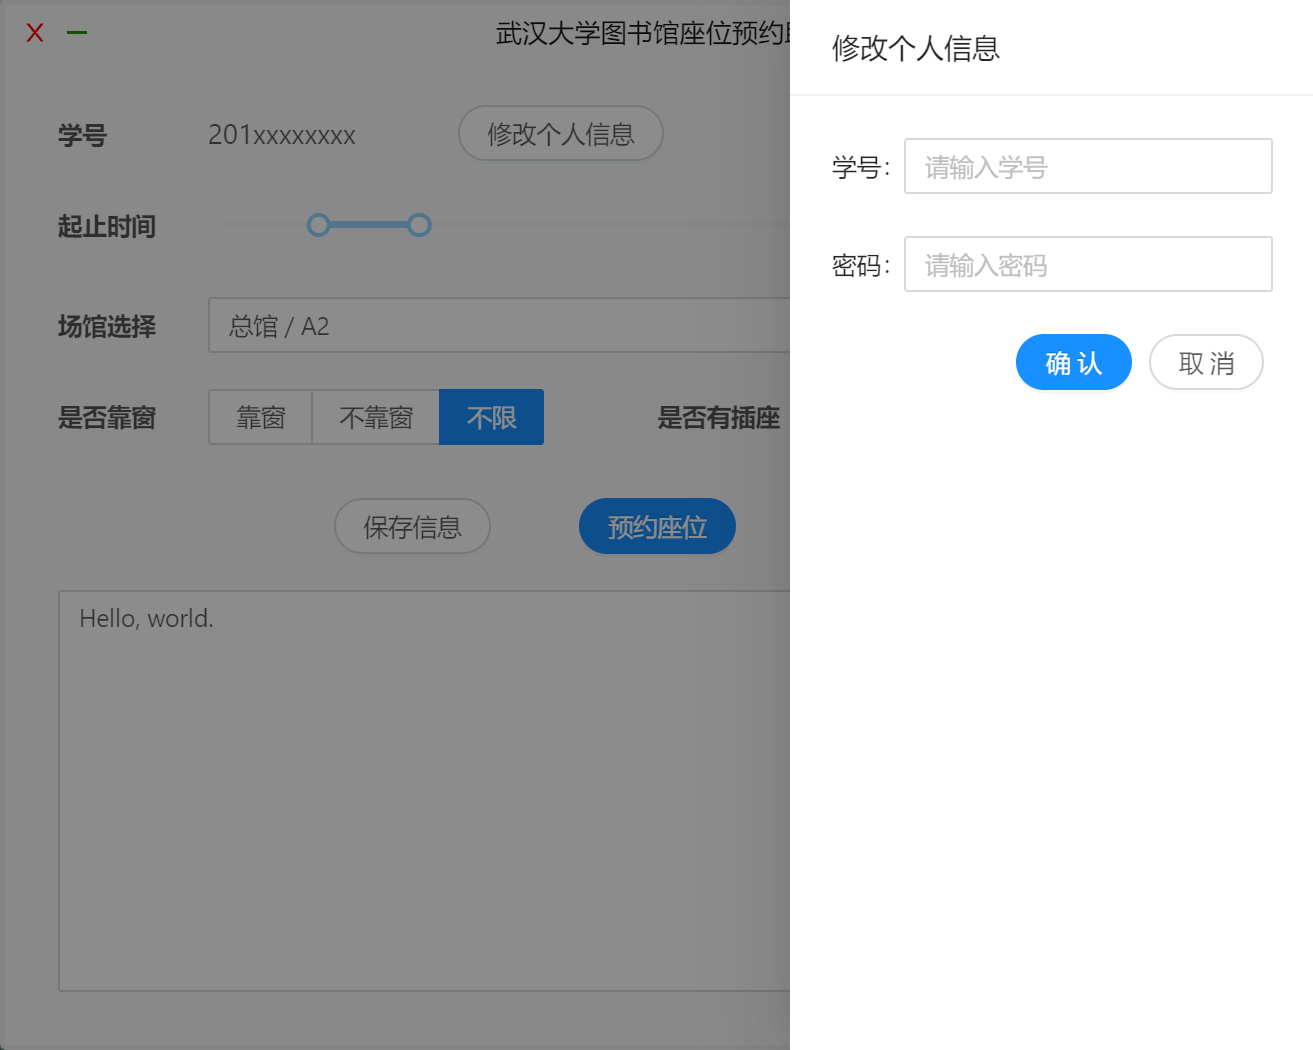 X
武汉大学图书馆座位预约
学号 201xxxxxxxx 修改个人信息
起止时间
场馆选择 总馆 / A2
是否靠窗 靠窗 不靠窗 不限 是否有插座
保存信息 预约座位
Hello, world.
修改个人信息
学号: 请输入学号
密码: 请输入密码
确 认 取 消